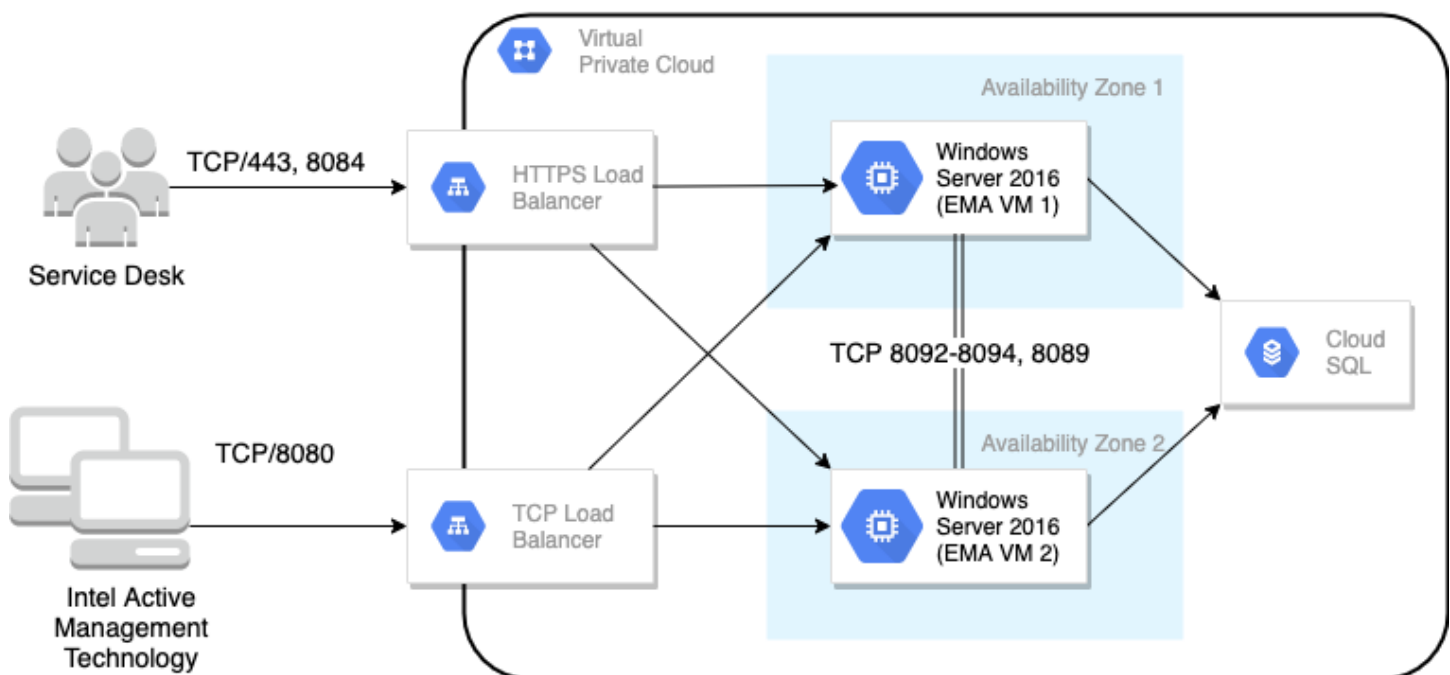 Virtual
Private Cloud
Availability Zone 1
TCP/443, 8084
HTTPS Load
Balancer
Windows
Server 2016
(EMA VM 1)
Service Desk
TCP 8092-8094, 8089
Cloud
SQL
TCP/8080
Availability Zone 2
TCP Load
Balancer
Windows
Server 2016
(EMA VM 2)
Intel Active
Management
Technology